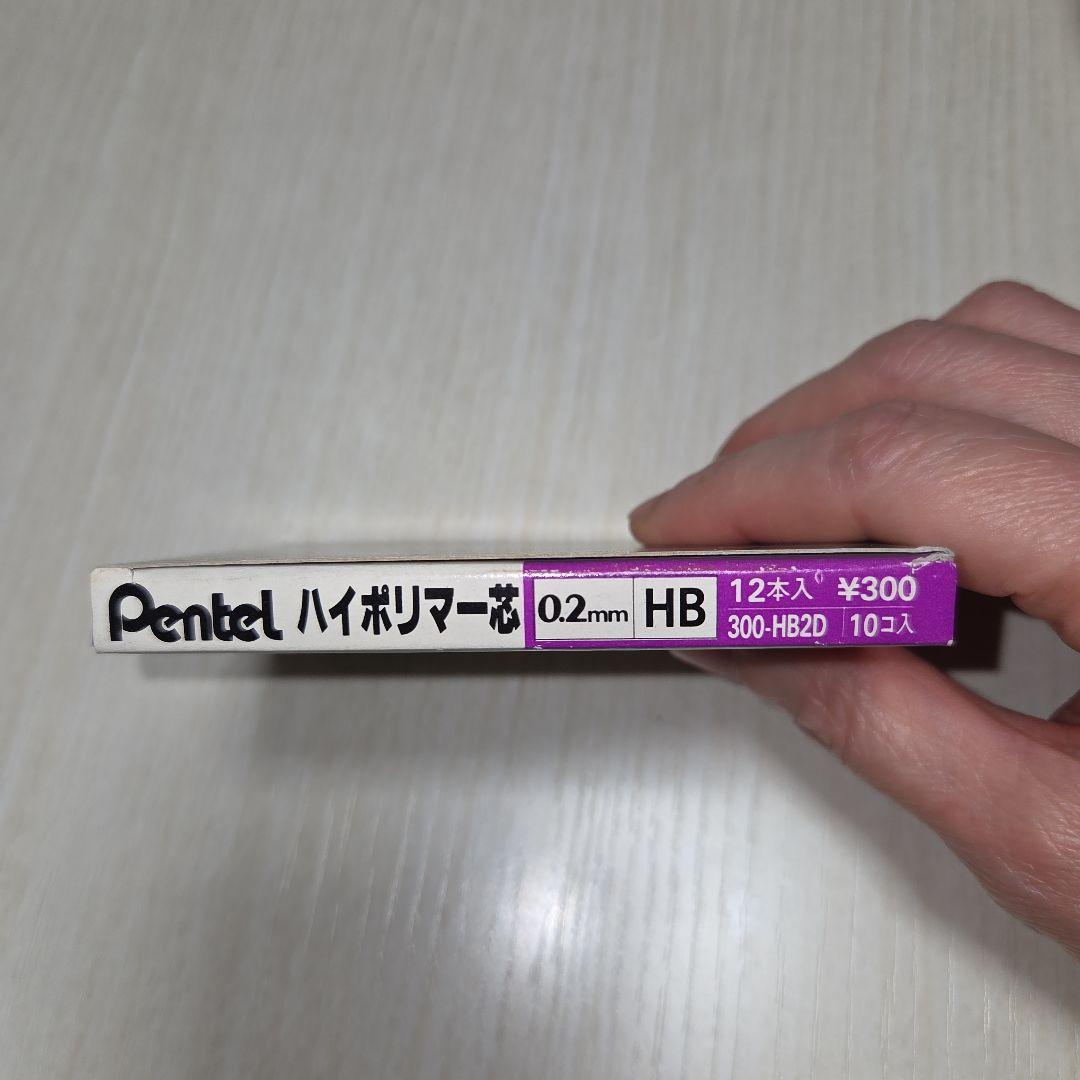 Pentel ハイポリマー芯 0.2mm HB
12本入 ¥300
300-HB2D 10コ入